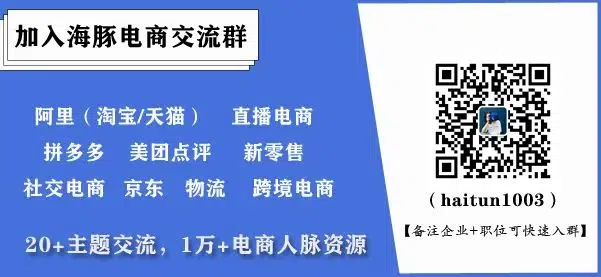 加入海豚电商交流群
阿里（淘宝/天猫） 直播电商
拼多多 美团点评 新零售
社交电商 京东 物流 跨境电商
20+主题交流，1万+电商人脉资源
（haitun1003）
【备注企业+职位可快速入群】